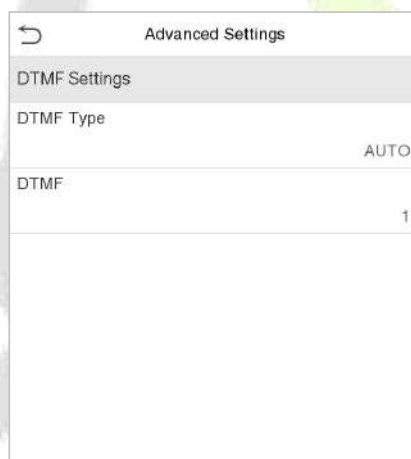 Advanced Settings
DTMF Settings
DTMF Type
AUTO
DTMF
1